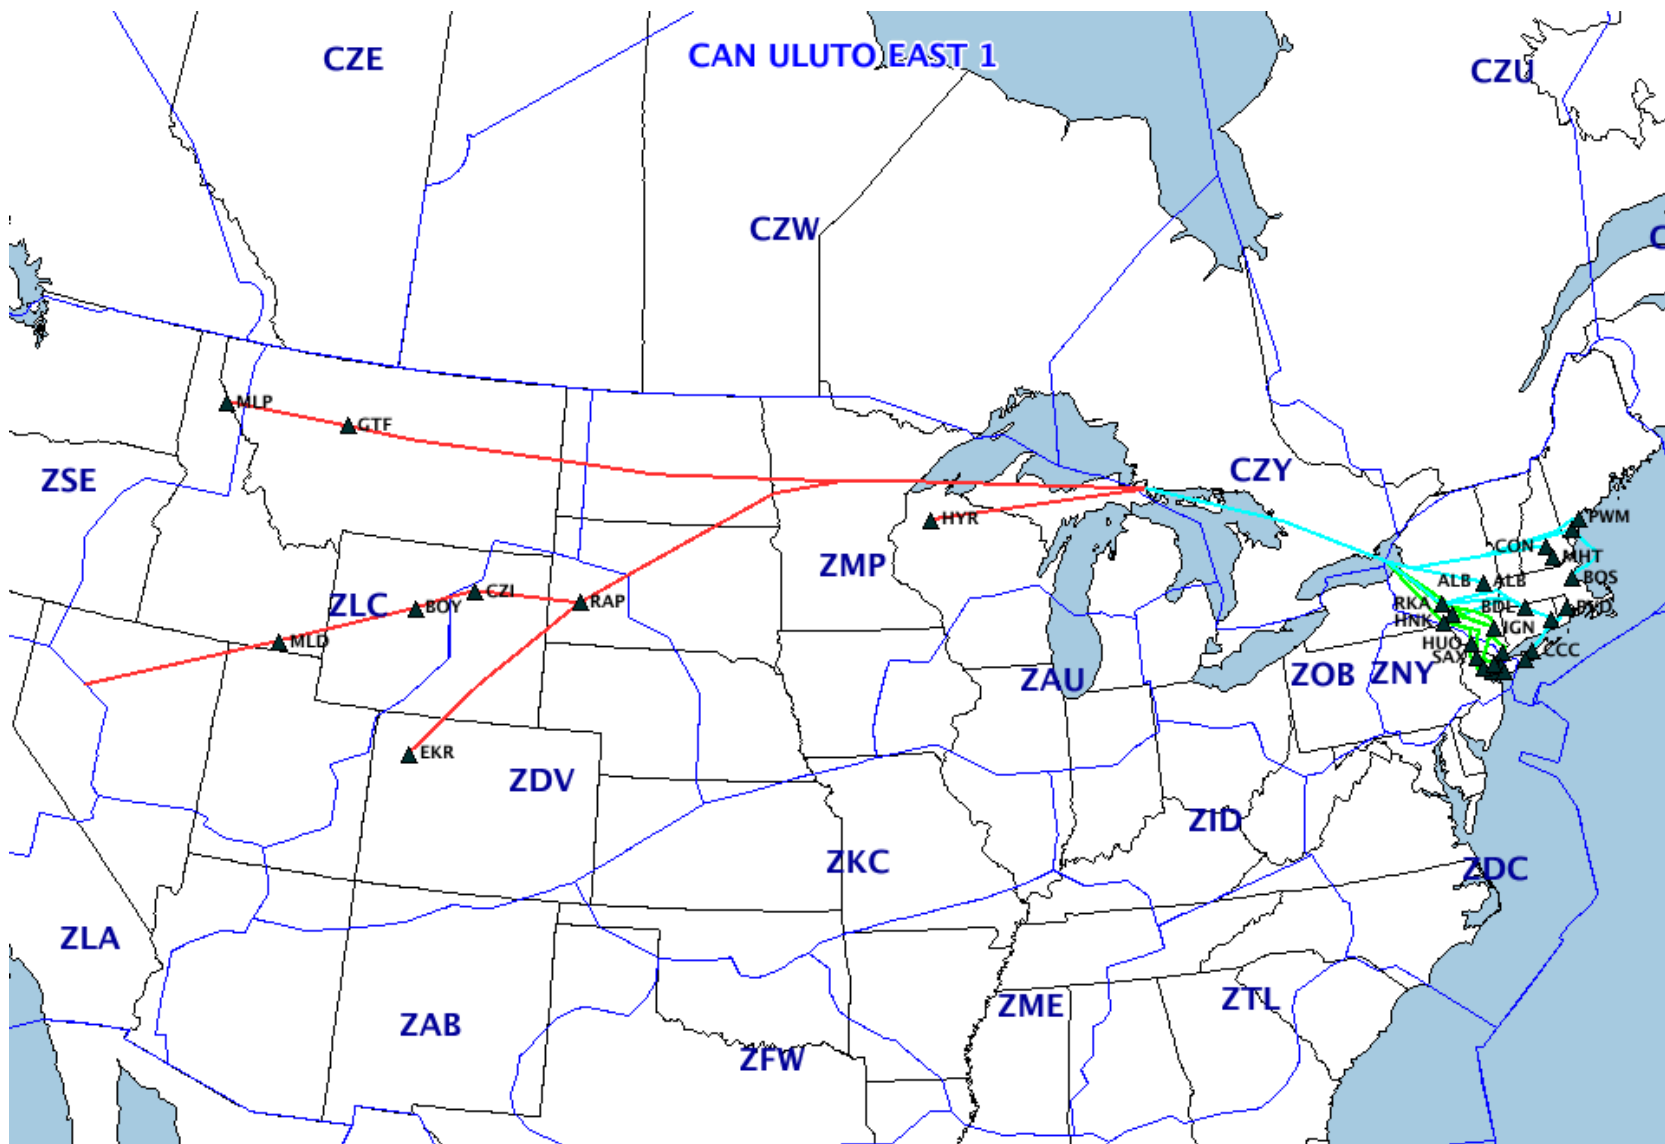 CAN ULUTO EAST 1
CZE
CZU
CZW
C
MLP
GTF
CZY
ZSE
HYR
PWM
CON
MHT
ZMP
ALB
ALB
BOS
CZI
BOY
ZLC
RAP
RKA
BDL
PVD
HNK
IGN
MLD
HUO
SAX
CCC
ZAU
ZOB
ZNY
EKR
ZDV
ZID
ZKC
ZDC
ZLA
ZME
ZTL
ZAB
ZFW